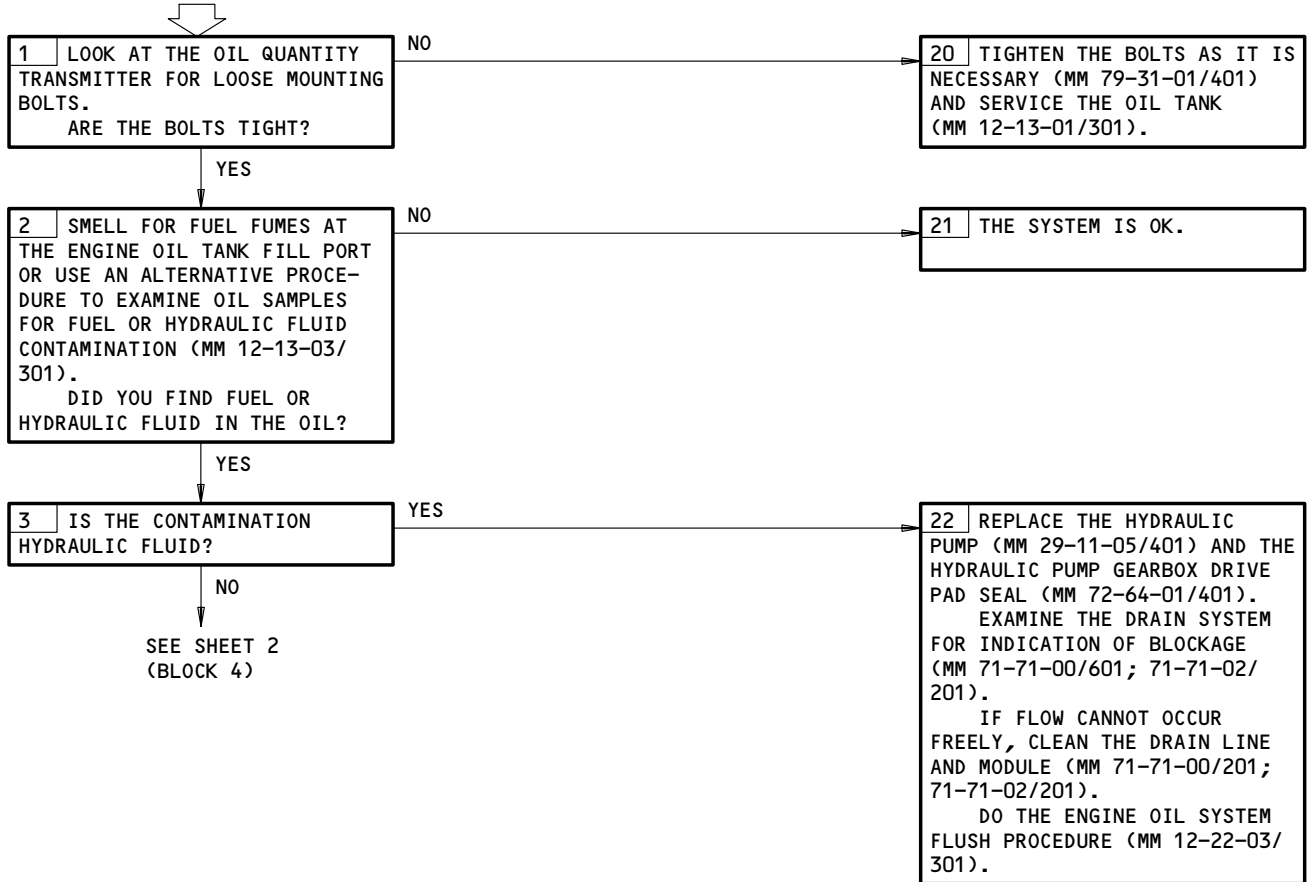 1 LOOK AT THE OIL QUANTITY
TRANSMITTER FOR LOOSE MOUNTING
BOLTS.
ARE THE BOLTS TIGHT?
NO
20 TIGHTEN THE BOLTS AS IT IS
NECESSARY (MM 79-31-01/401)
AND SERVICE THE OIL TANK
(MM 12-13-01/301).
YES
2 SMELL FOR FUEL FUMES AT
THE ENGINE OIL TANK FILL PORT
OR USE AN ALTERNATIVE PROCE-
DURE TO EXAMINE OIL SAMPLES
FOR FUEL OR HYDRAULIC FLUID
CONTAMINATION (MM 12-13-03/
301).
DID YOU FIND FUEL OR
HYDRAULIC FLUID IN THE OIL?
NO
21 THE SYSTEM IS OK.
YES
3 IS THE CONTAMINATION
HYDRAULIC FLUID?
YES
22 REPLACE THE HYDRAULIC
PUMP (MM 29-11-05/401) AND THE
HYDRAULIC PUMP GEARBOX DRIVE
PAD SEAL (MM 72-64-01/401).
EXAMINE THE DRAIN SYSTEM
FOR INDICATION OF BLOCKAGE
(MM 71-71-00/601; 71-71-02/
201).
IF FLOW CANNOT OCCUR
FREELY, CLEAN THE DRAIN LINE
AND MODULE (MM 71-71-00/201;
71-71-02/201).
DO THE ENGINE OIL SYSTEM
FLUSH PROCEDURE (MM 12-22-03/
301).
NO
SEE SHEET 2
(BLOCK 4)